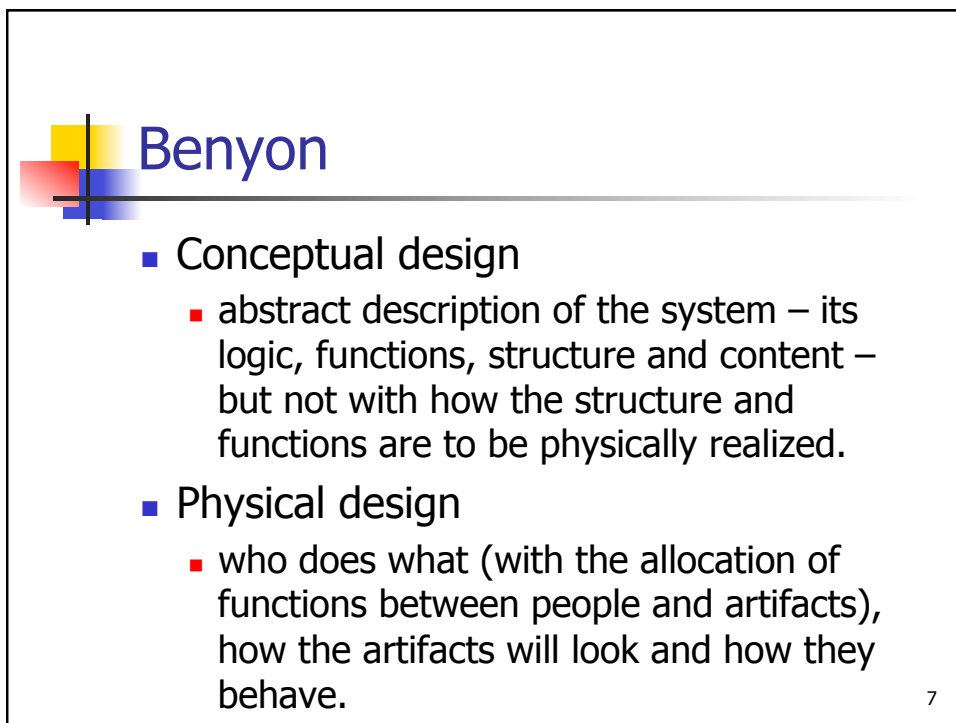 Benyon
Conceptual design
abstract description of the system – its
logic, functions, structure and content –
but not with how the structure and
functions are to be physically realized.
Physical design
who does what (with the allocation of
functions between people and artifacts),
how the artifacts will look and how they
behave.
7